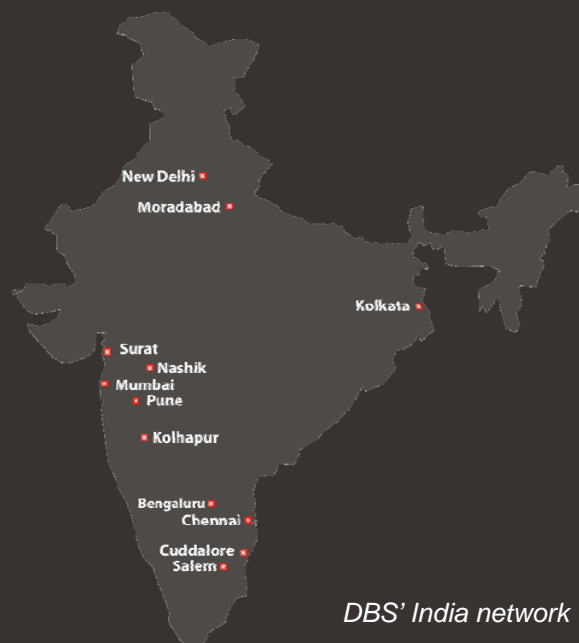 New Delhi
Moradabad
Kolkata
Surat
Nashik
Mumbai
Pune
Kolhapur
Bengaluru
Chennai
Cuddalore
Salem
DBS' India network